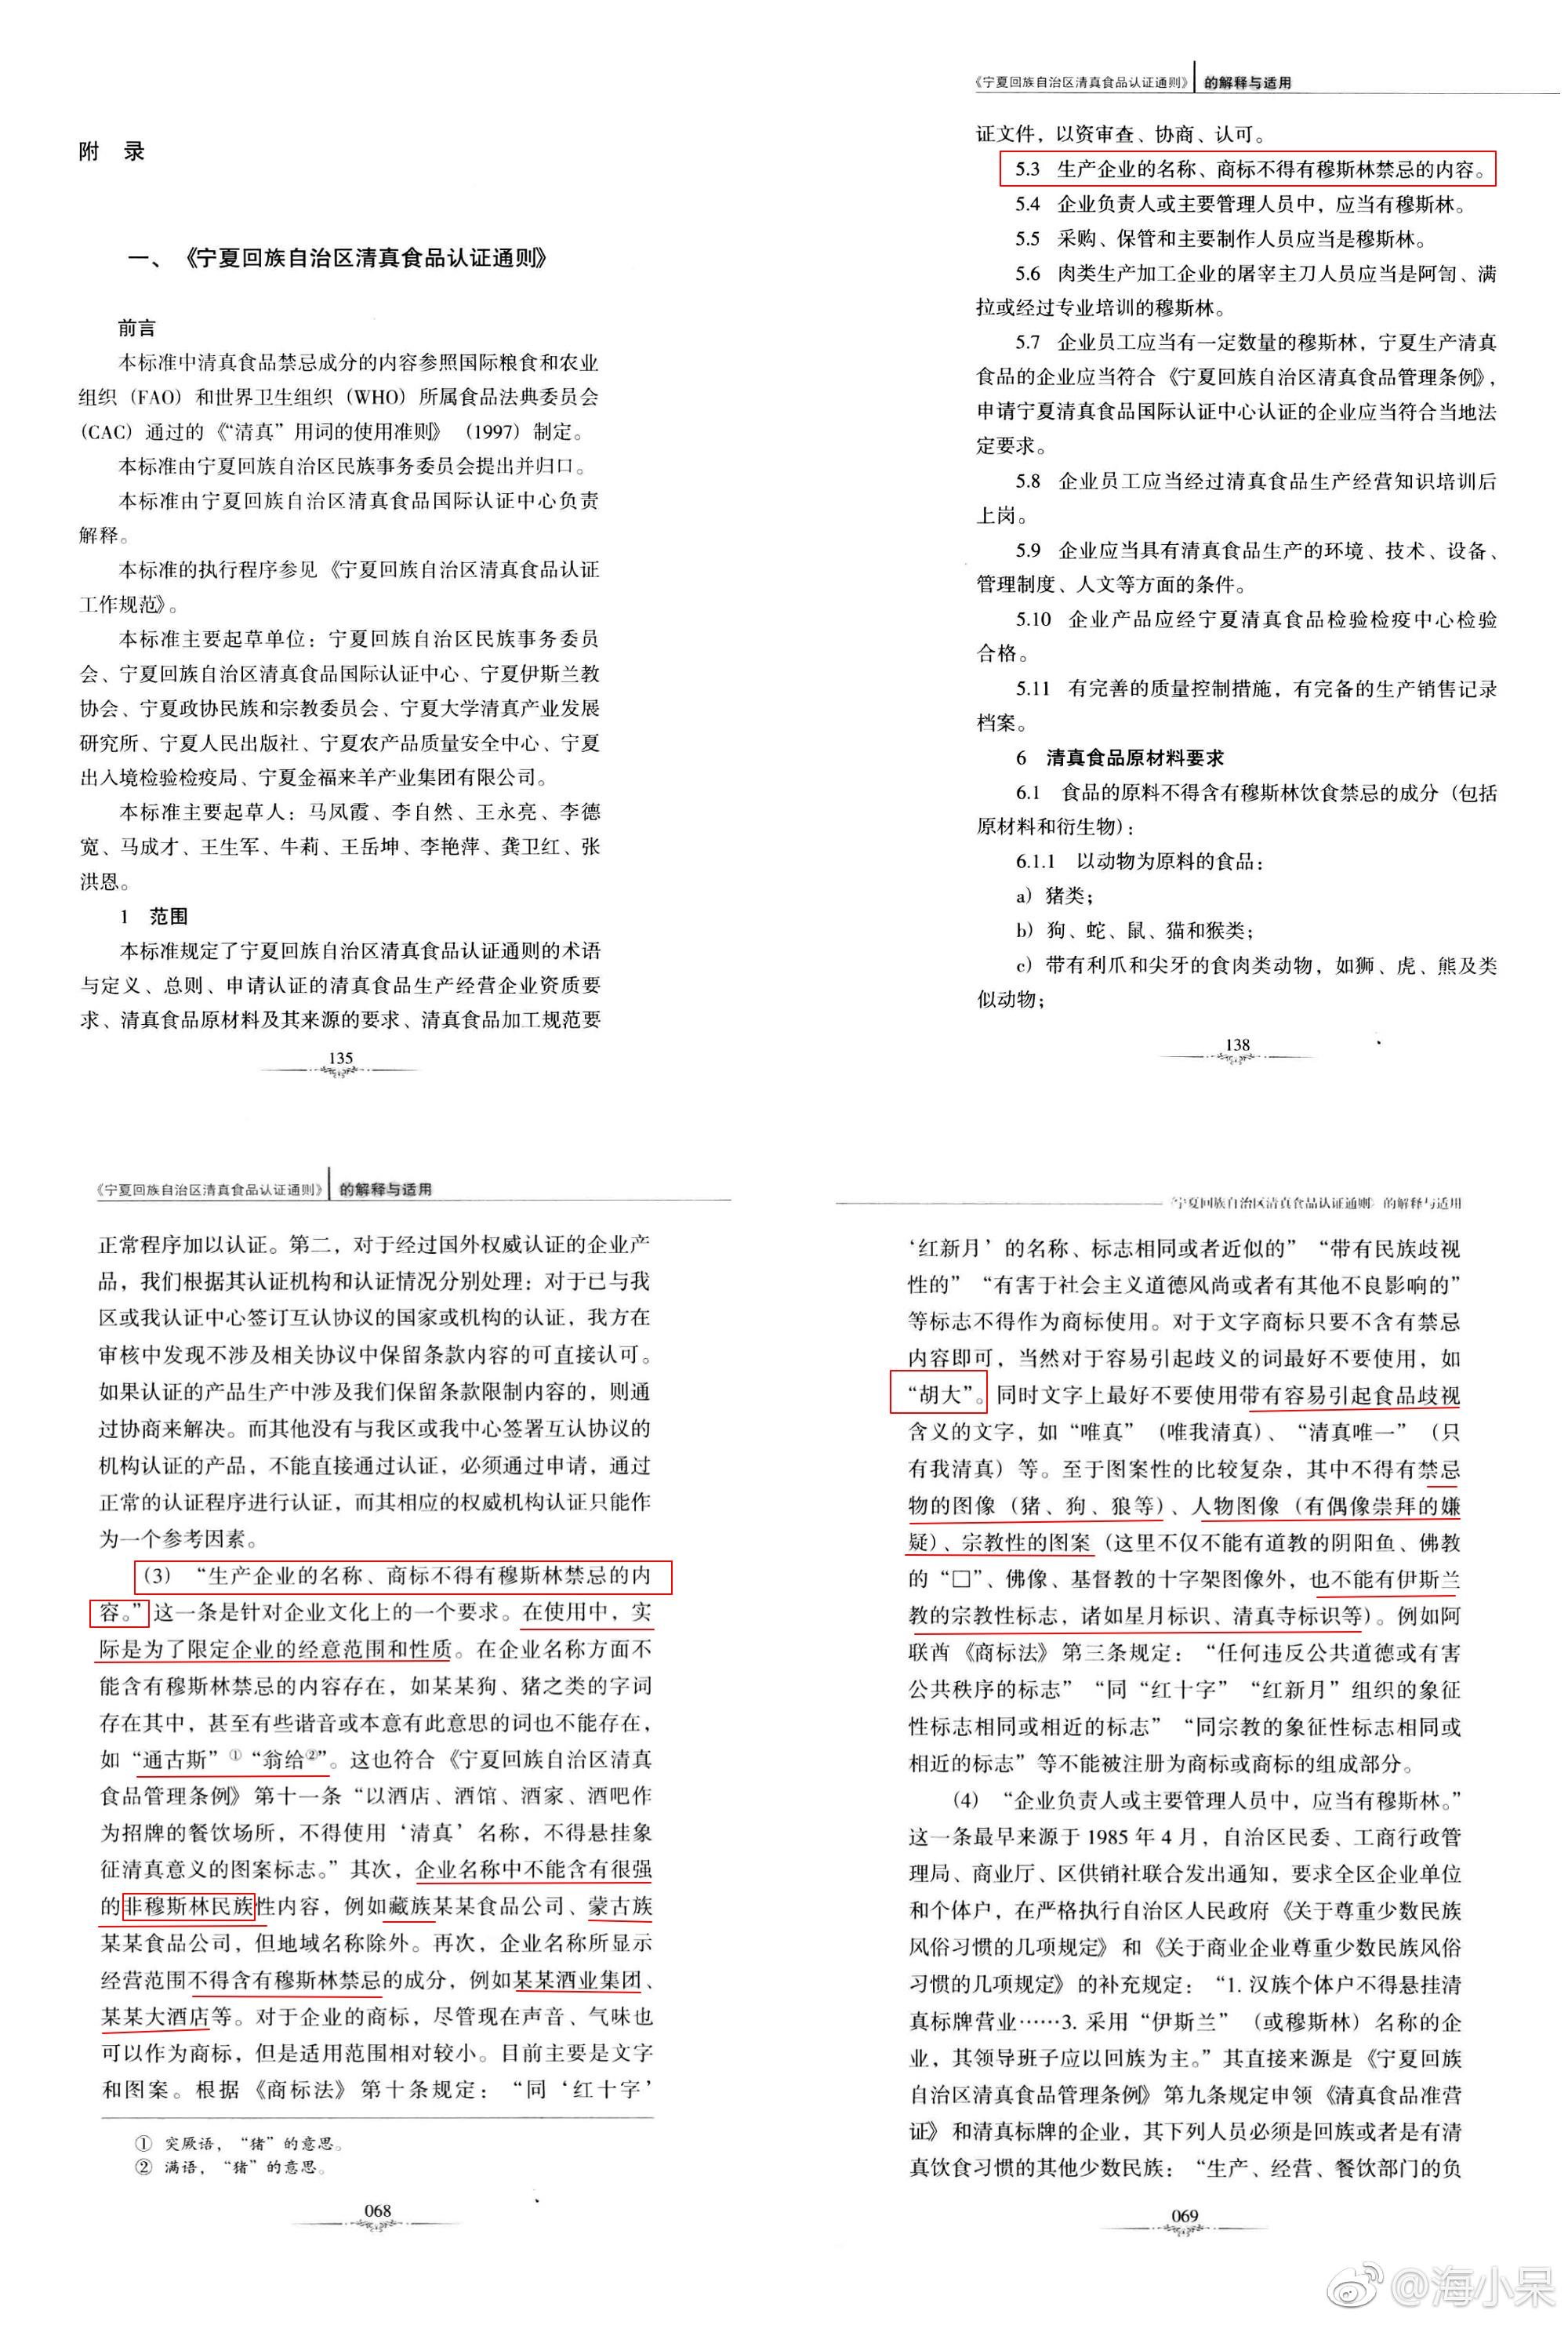 附 录
一、《宁夏回族自治区清真食品认证通则》
前言
本标准中清真食品禁忌成分的内容参照国际粮食和农业
组织（FAO）和世界卫生组织（WHO）所属食品法典委员会
(CAC）通过的《“清真”用词的使用准则》（1997）制定。
本标准由宁夏回族自治区民族事务委员会提出并归口。
本标准由宁夏回族自治区清真食品国际认证中心负责
解释。
本标准的执行程序参见《宁夏回族自治区清真食品认证
工作规范》。
本标准主要起草单位：宁夏回族自治区民族事务委员
会、宁夏回族自治区清真食品国际认证中心、宁夏伊斯兰教
协会、宁夏政协民族和宗教委员会、宁夏大学清真产业发展
研究所、宁夏人民出版社、宁夏农产品质量安全中心、宁夏
出入境检验检疫局、宁夏金福来羊产业集团有限公司。
本标准主要起草人：马凤霞、李自然、王永亮、李德
宽、马成才、王生军、牛莉、王岳坤、李艳萍、龚卫红、张
洪恩。
1 范围
本标准规定了宁夏回族自治区清真食品认证通则的术语
与定义、总则、申请认证的清真食品生产经营企业资质要
求、清真食品原材料及其来源的要求、清真食品加工规范要
135
《宁夏回族自治区清真食品认证通则》 的解释与适用
证文件，以资审查、协商、认可。
5.3 生产企业的名称、商标不得有穆斯林禁忌的内容。
5.4 企业负责人或主要管理人员中，应当有穆斯林。
5.5 采购、保管和主要制作人员应当是穆斯林。
5.6 肉类生产加工企业的屠宰主刀人员应当是阿訇、满
拉或经过专业培训的穆斯林。
5.7 企业员工应当有一定数量的穆斯林，宁夏生产清真
食品的企业应当符合《宁夏回族自治区清真食品管理条例》，
申请宁夏清真食品国际认证中心认证的企业应当符合当地法
定要求。
5.8 企业员工应当经过清真食品生产经营知识培训后
上岗。
5.9 企业应当具有清真食品生产的环境、技术、设备、
管理制度、人文等方面的条件。
5.10 企业产品应经宁夏清真食品检验检疫中心检验
合格。
5.11 有完善的质量控制措施，有完备的生产销售记录
档案。
6 清真食品原材料要求
6.1 食品的原料不得含有穆斯林饮食禁忌的成分（包括
原材料和衍生物）：
6.1.1 以动物为原料的食品：
a）猪类；
b）狗、蛇、鼠、猫和猴类；
c）带有利爪和尖牙的食肉类动物，如狮、虎、熊及类
似动物；
138
《宁夏回族自治区清真食品认证通则》 的解释与适用
正常程序加以认证。第二，对于经过国外权威认证的企业产
品，我们根据其认证机构和认证情况分别处理：对于已与我
区或我认证中心签订互认协议的国家或机构的认证，我方在
审核中发现不涉及相关协议中保留条款内容的可直接认可。
如果认证的产品生产中涉及我们保留条款限制内容的，则通
过协商来解决。而其他没有与我区或我中心签署互认协议的
机构认证的产品，不能直接通过认证，必须通过申请，通过
正常的认证程序进行认证，而其相应的权威机构认证只能作
为一个参考因素。
（3）“生产企业的名称、商标不得有穆斯林禁忌的内
容。”这一条是针对企业文化上的一个要求。在使用中，实
际是为了限定企业的经意范围和性质。在企业名称方面不
能含有穆斯林禁忌的内容存在，如某某狗、猪之类的字词
存在其中，甚至有些谐音或本意有此意思的词也不能存在，
如“通古斯”①“翁给②”。这也符合《宁夏回族自治区清真
食品管理条例》第十一条“以酒店、酒馆、酒家、酒吧作
为招牌的餐饮场所，不得使用‘清真’名称，不得悬挂象
征清真意义的图案标志。”其次，企业名称中不能含有很强
的非穆斯林民族性内容，例如藏族某某食品公司、蒙古族
某某食品公司，但地域名称除外。再次，企业名称所显示
经营范围不得含有穆斯林禁忌的成分，例如某某酒业集团、
某某大酒店等。对于企业的商标，尽管现在声音、气味也
可以作为商标，但是适用范围相对较小。目前主要是文字
和图案。根据《商标法》第十条规定：“同‘红十字’
① 突厥语，“猪”的意思。
② 满语，“猪”的意思。
068
《宁夏回族自治区清真食品认证通则》的解释与适用
‘红新月’的名称、标志相同或者近似的”“带有民族歧视
性的”“有害于社会主义道德风尚或者有其他不良影响的”
等标志不得作为商标使用。对于文字商标只要不含有禁忌
内容即可，当然对于容易引起歧义的词最好不要使用，如
“胡大”。同时文字上最好不要使用带有容易引起食品歧视
含义的文字，如“唯真”（唯我清真）、“清真唯一”（只
有我清真）等。至于图案性的比较复杂，其中不得有禁忌
物的图像（猪、狗、狼等）、人物图像（有偶像崇拜的嫌
疑）、宗教性的图案（这里不仅不能有道教的阴阳鱼、佛教
的“□”、佛像、基督教的十字架图像外，也不能有伊斯兰
教的宗教性标志，诸如星月标识、清真寺标识等）。例如阿
联酋《商标法》第三条规定：“任何违反公共道德或有害
公共秩序的标志”“同“红十字”“红新月”组织的象征
性标志相同或相近的标志”“同宗教的象征性标志相同或
相近的标志”等不能被注册为商标或商标的组成部分。
（4）“企业负责人或主要管理人员中，应当有穆斯林。”
这一条最早来源于1985年4月，自治区民委、工商行政管
理局、商业厅、区供销社联合发出通知，要求全区企业单位
和个体户，在严格执行自治区人民政府《关于尊重少数民族
风俗习惯的几项规定》和《关于商业企业尊重少数民族风俗
习惯的几项规定》的补充规定：“1. 汉族个体户不得悬挂清
真标牌营业……3. 采用“伊斯兰”（或穆斯林）名称的企
业，其领导班子应以回族为主。”其直接来源是《宁夏回族
自治区清真食品管理条例》第九条规定申领《清真食品准营
证》和清真标牌的企业，其下列人员必须是回族或者是有清
真饮食习惯的其他少数民族：“生产、经营、餐饮部门的负
069
@海小呆